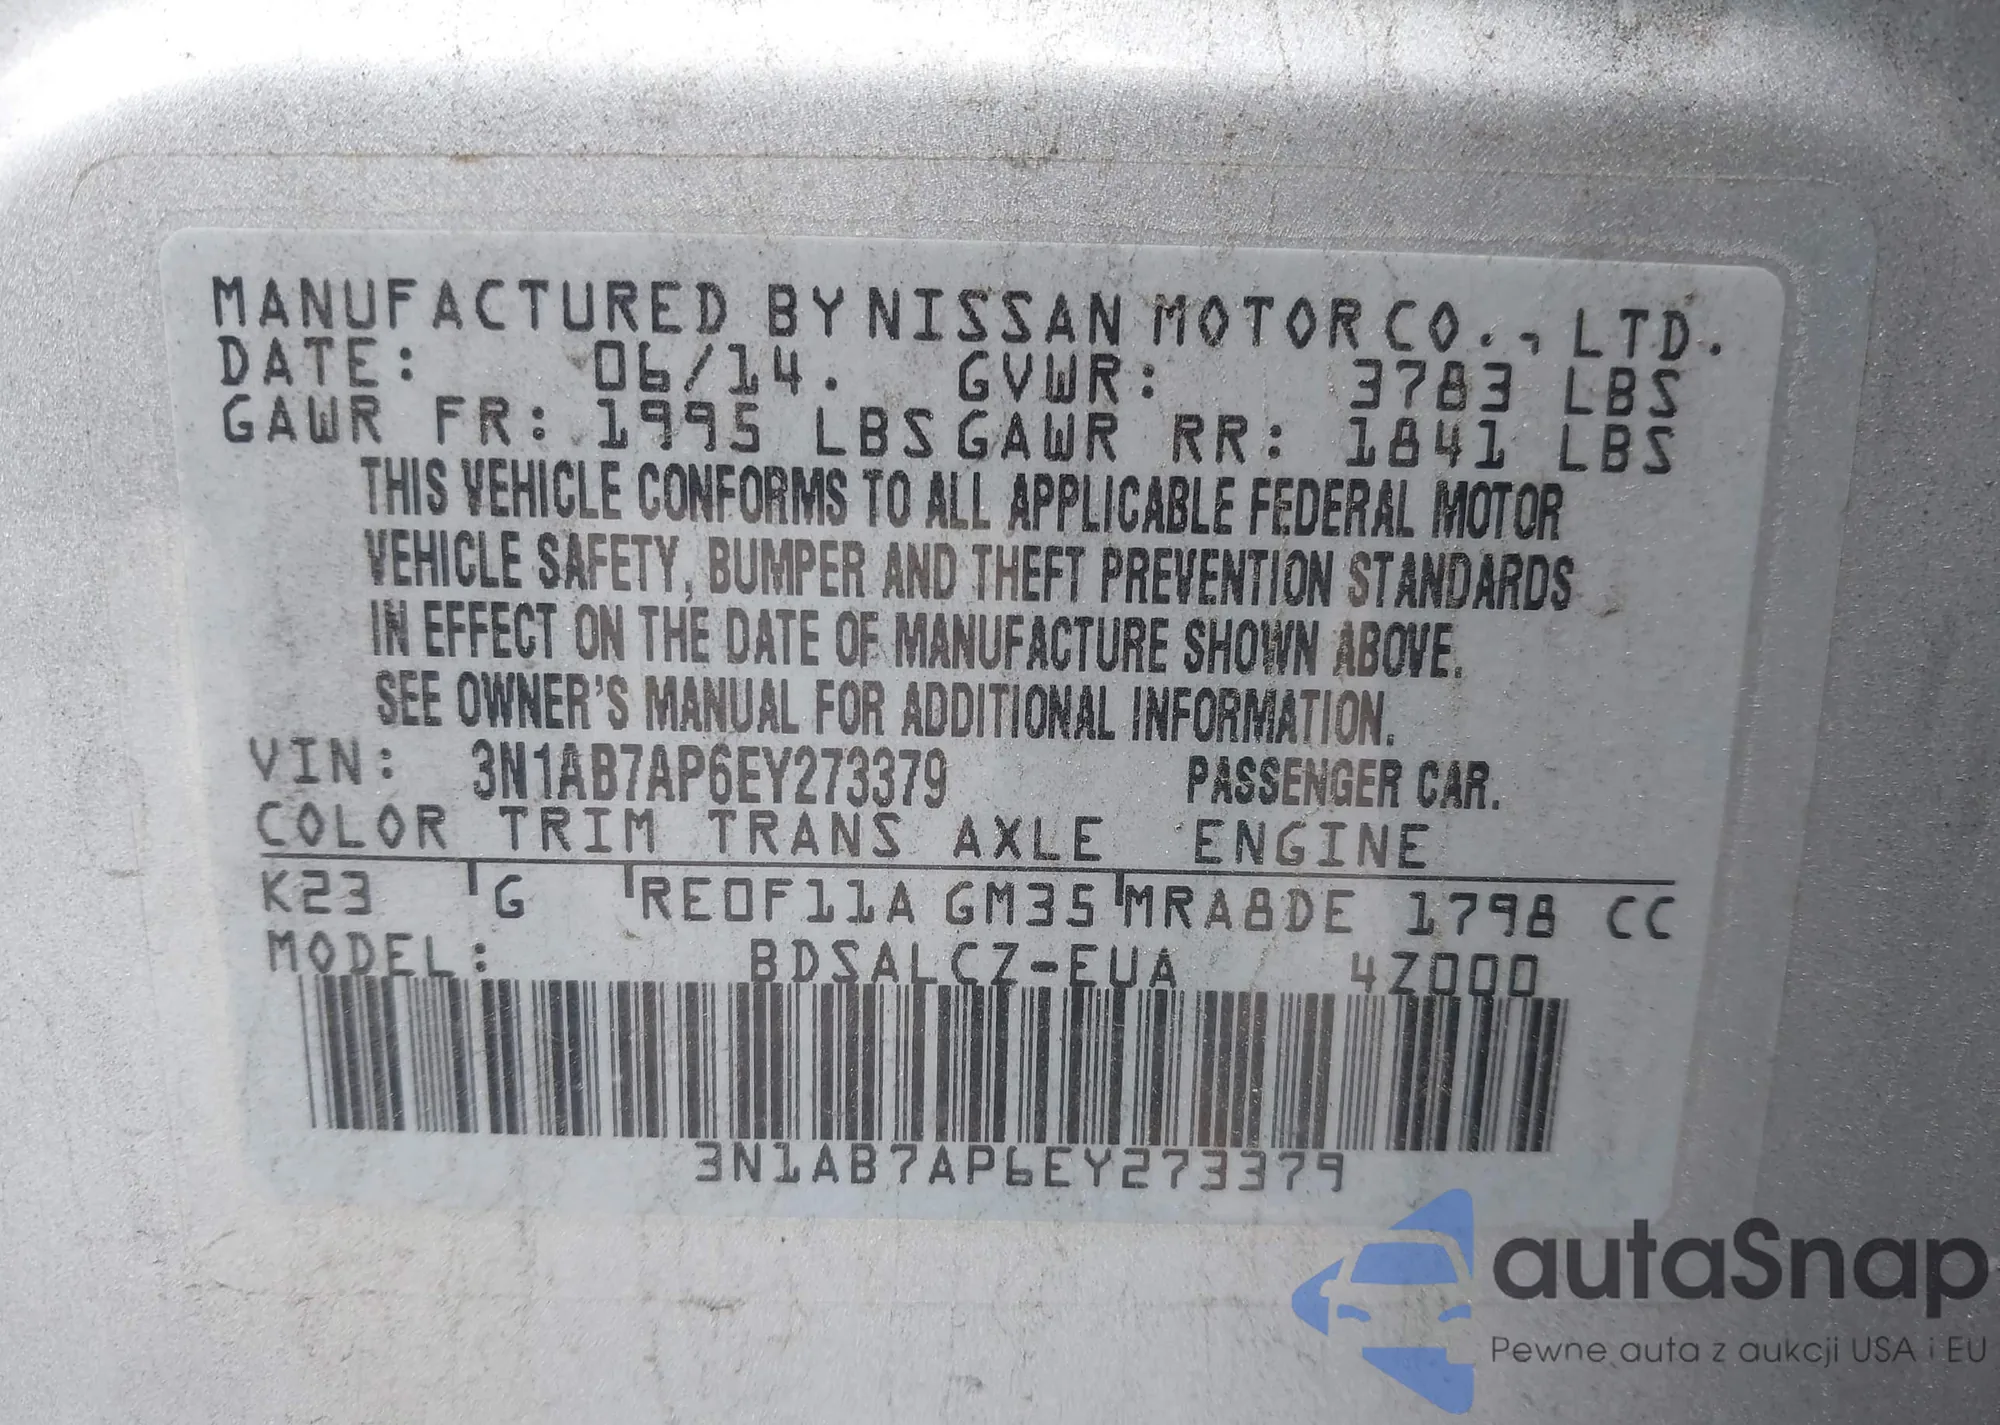 MANUFACTURED BY NISSAN MOTOR CO., LTD.
DATE: 06/14. GVWR: 3783 LBS
GAWR FR: 1995 LBS GAWR RR: 1841 LBS
THIS VEHICLE CONFORMS TO ALL APPLICABLE FEDERAL MOTOR
VEHICLE SAFETY, BUMPER AND THEFT PREVENTION STANDARDS
IN EFFECT ON THE DATE OF MANUFACTURE SHOWN ABOVE.
SEE OWNER'S MANUAL FOR ADDITIONAL INFORMATION.
VIN: 3N1AB7AP6EY273379 PASSENGER CAR.
COLOR TRIM TRANS AXLE ENGINE
K23 G RE0F11A GM35 MRA8DE 1798 CC
MODEL: BDSALCZ-EUA 4Z000
3N1AB7AP6EY273379
autaSnap
Pewne auta z aukcji USA i EU